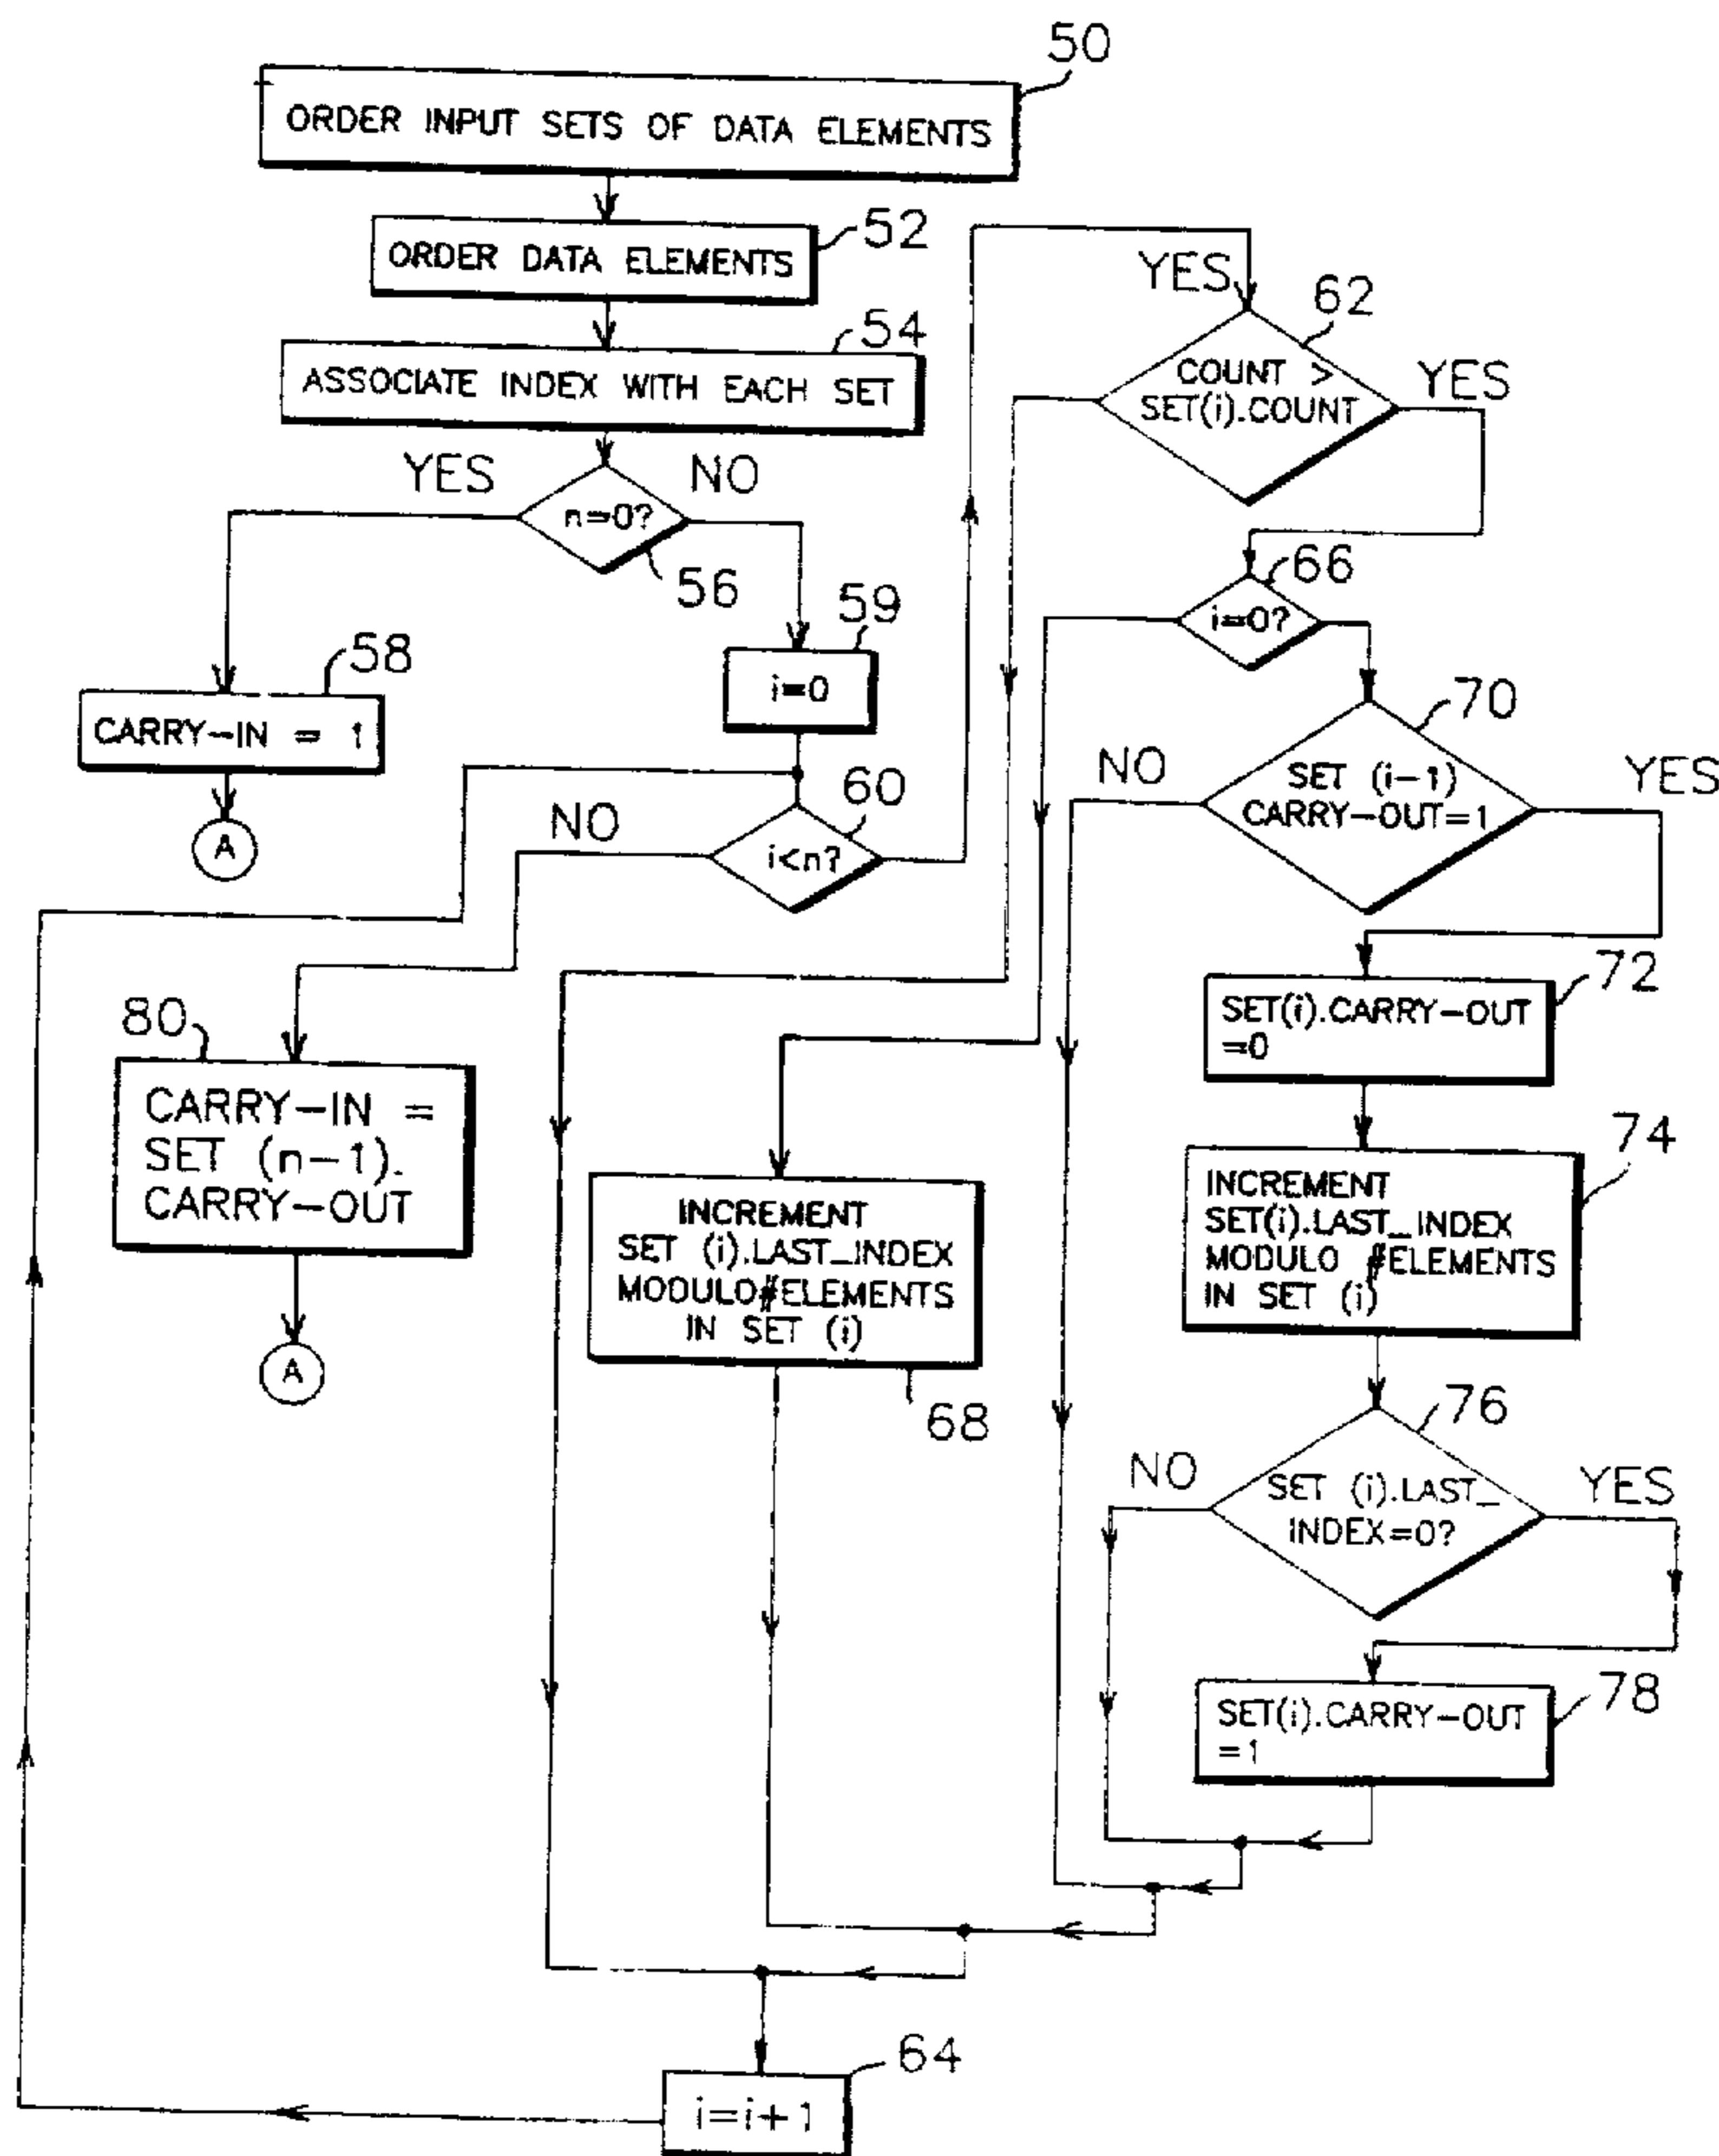 50
ORDER INPUT SETS OF DATA ELEMENTS
52
ORDER DATA ELEMENTS
54
ASSOCIATE INDEX WITH EACH SET
YES
NO
n=0?
56
58
CARRY-IN = 1
A
59
i=0
60
NO
i<n?
YES
62
COUNT >
SET(i).COUNT
YES
66
i=0?
70
NO
SET (i-1)
CARRY-OUT=1
YES
72
SET(i).CARRY-OUT
=0
80
CARRY-IN =
SET (n-1).
CARRY-OUT
A
INCREMENT
SET (i).LAST_INDEX
MODULO#ELEMENTS
IN SET (i)
68
74
INCREMENT
SET(i).LAST_INDEX
MODULO #ELEMENTS
IN SET (i)
76
NO
SET (i).LAST_
INDEX=0?
YES
78
SET(i).CARRY-OUT
=1
64
i=i+1